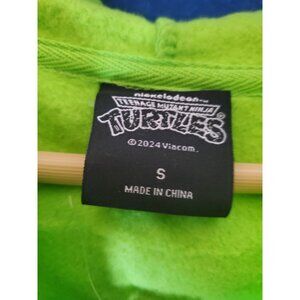 nickelodeon
TEENAGE MUTANT NINJA
TURTLES
©2024 Viacom.
S
MADE IN CHINA